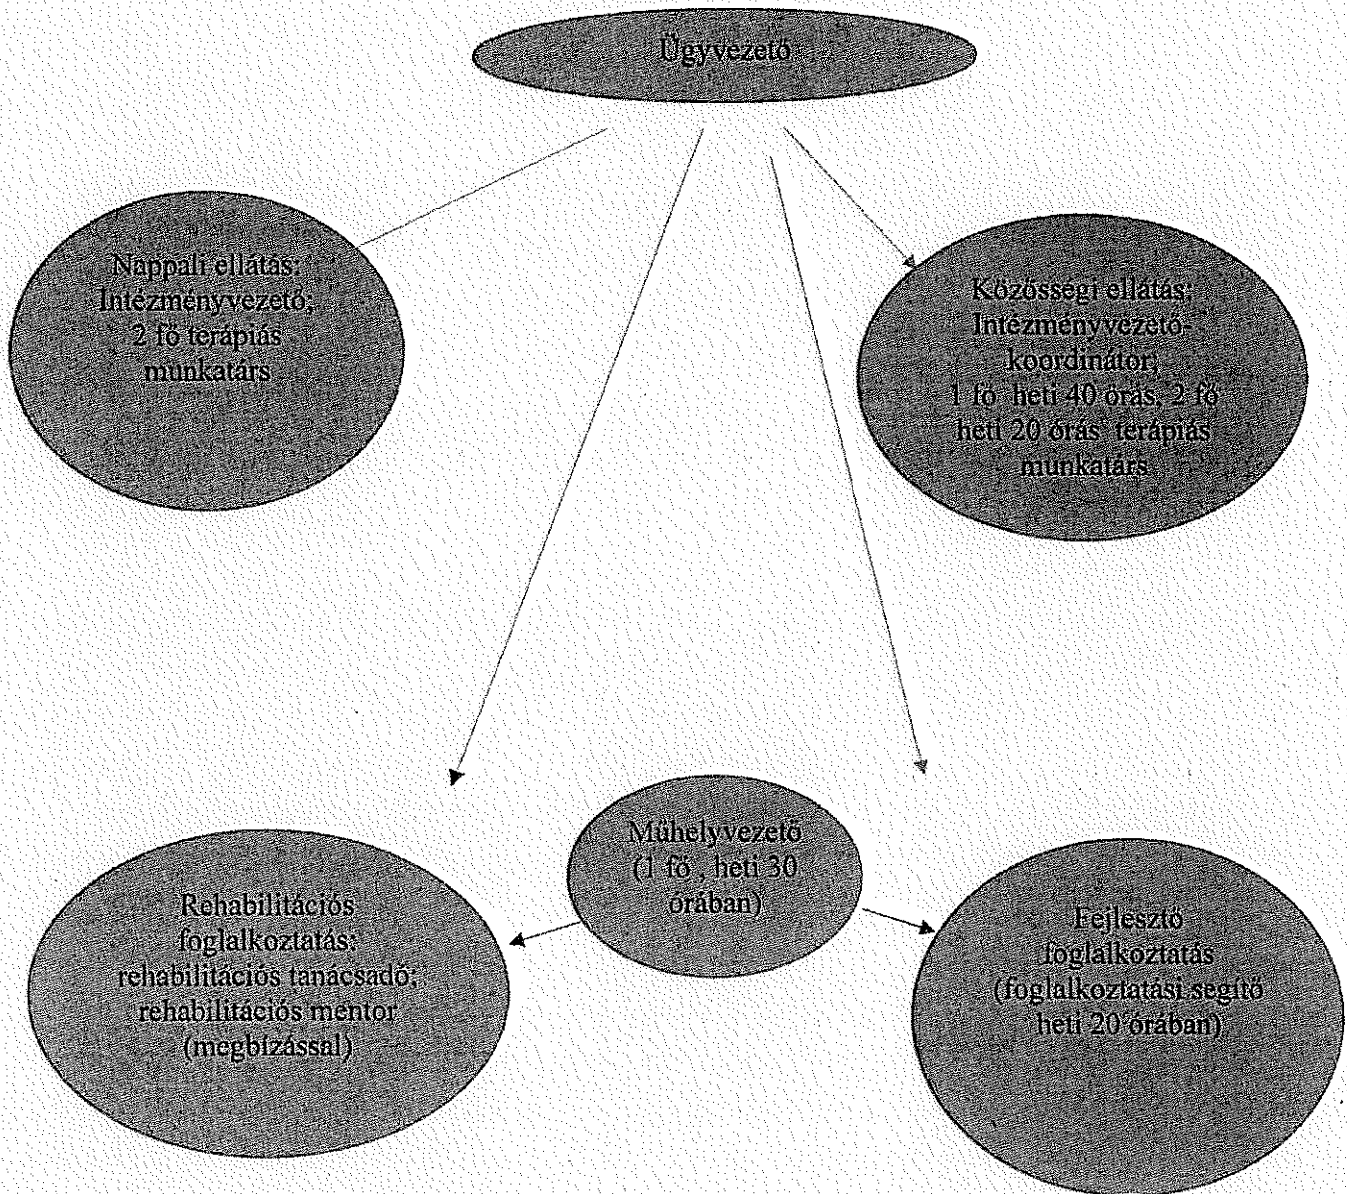 Ügyvezető
Nappali ellátás:
Intézményvezető;
2 fő terápiás
munkatárs
Közösségi ellátás:
Intézményvezető-
koordinátor;
1 fő heti 40 órás, 2 fő
heti 20 órás terápiás
munkatárs
Műhelyvezető
(1 fő , heti 30
órában)
Rehabilitációs
foglalkoztatás:
rehabilitációs tanácsadó;
rehabilitációs mentor
(megbízással)
Fejlesztő
foglalkoztatás
(foglalkoztatási segítő
heti 20 órában)